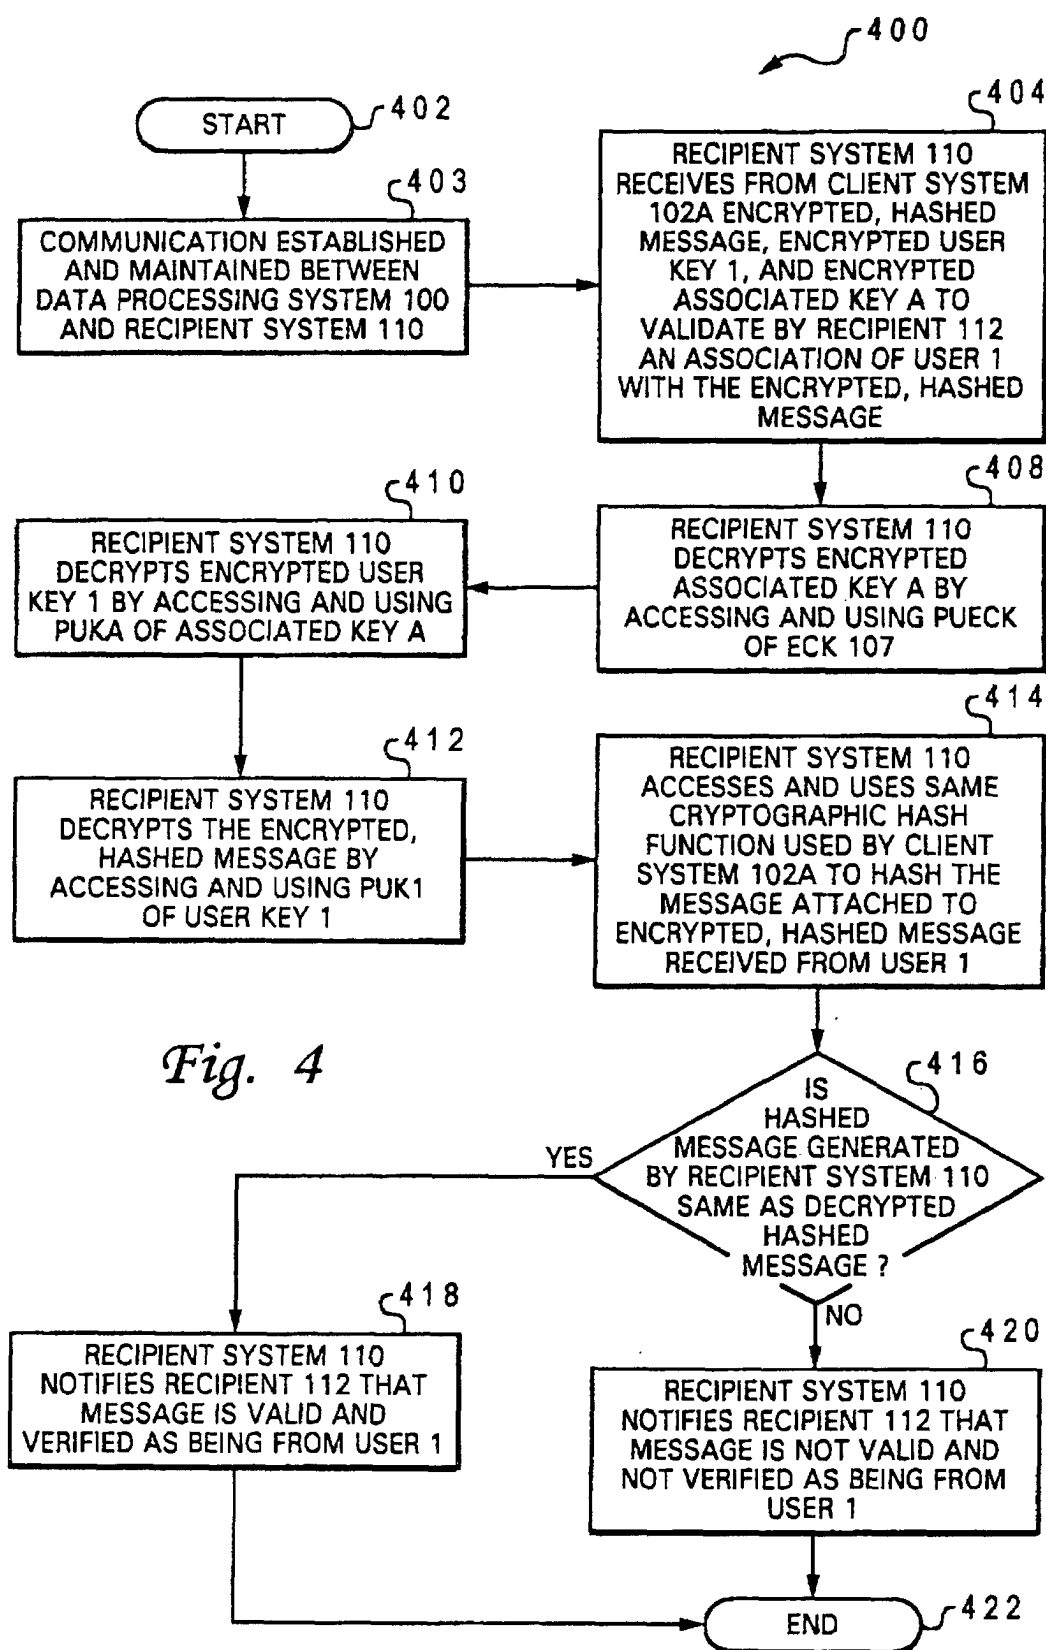 400
402
START
403
COMMUNICATION ESTABLISHED
AND MAINTAINED BETWEEN
DATA PROCESSING SYSTEM 100
AND RECIPIENT SYSTEM 110
404
RECIPIENT SYSTEM 110
RECEIVES FROM CLIENT SYSTEM
102A ENCRYPTED, HASHED
MESSAGE, ENCRYPTED USER
KEY 1, AND ENCRYPTED
ASSOCIATED KEY A TO
VALIDATE BY RECIPIENT 112
AN ASSOCIATION OF USER 1
WITH THE ENCRYPTED, HASHED
MESSAGE
408
RECIPIENT SYSTEM 110
DECRYPTS ENCRYPTED
ASSOCIATED KEY A BY
ACCESSING AND USING PUECK
OF ECK 107
410
RECIPIENT SYSTEM 110
DECRYPTS ENCRYPTED USER
KEY 1 BY ACCESSING AND USING
PUKA OF ASSOCIATED KEY A
412
RECIPIENT SYSTEM 110
DECRYPTS THE ENCRYPTED,
HASHED MESSAGE BY
ACCESSING AND USING PUK1
OF USER KEY 1
414
RECIPIENT SYSTEM 110
ACCESSES AND USES SAME
CRYPTOGRAPHIC HASH
FUNCTION USED BY CLIENT
SYSTEM 102A TO HASH THE
MESSAGE ATTACHED TO
ENCRYPTED, HASHED MESSAGE
RECEIVED FROM USER 1
Fig. 4
416
IS
HASHED
MESSAGE GENERATED
BY RECIPIENT SYSTEM 110
SAME AS DECRYPTED
HASHED
MESSAGE ?
YES
NO
418
RECIPIENT SYSTEM 110
NOTIFIES RECIPIENT 112 THAT
MESSAGE IS VALID AND
VERIFIED AS BEING FROM USER 1
420
RECIPIENT SYSTEM 110
NOTIFIES RECIPIENT 112 THAT
MESSAGE IS NOT VALID AND
NOT VERIFIED AS BEING FROM
USER 1
END
422